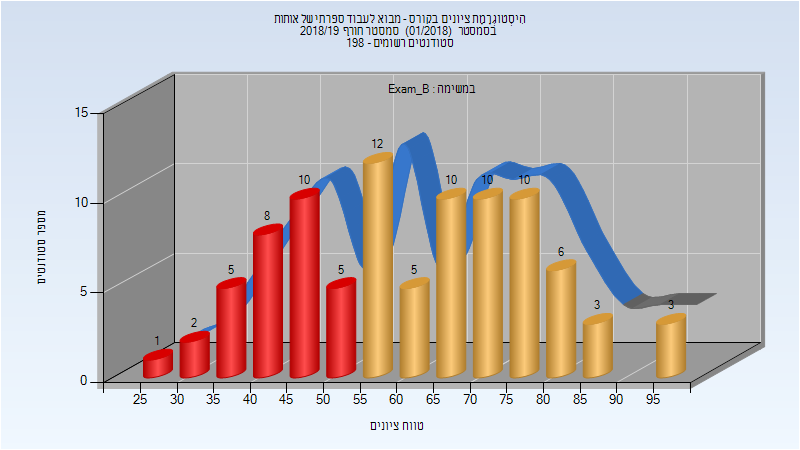 היסטוגרמת ציונים בקורס - מבוא לעבוד ספרתי של אותות
בסמסטר (01/2018) סמסטר חורף 2018/19
סטודנטים רשומים - 198
במשימה : Exam_B
מספר סטודנטים
15
10
5
0
1
2
5
8
10
5
12
5
10
10
10
6
3
3
25 30 35 40 45 50 55 60 65 70 75 80 85 90 95
טווח ציונים